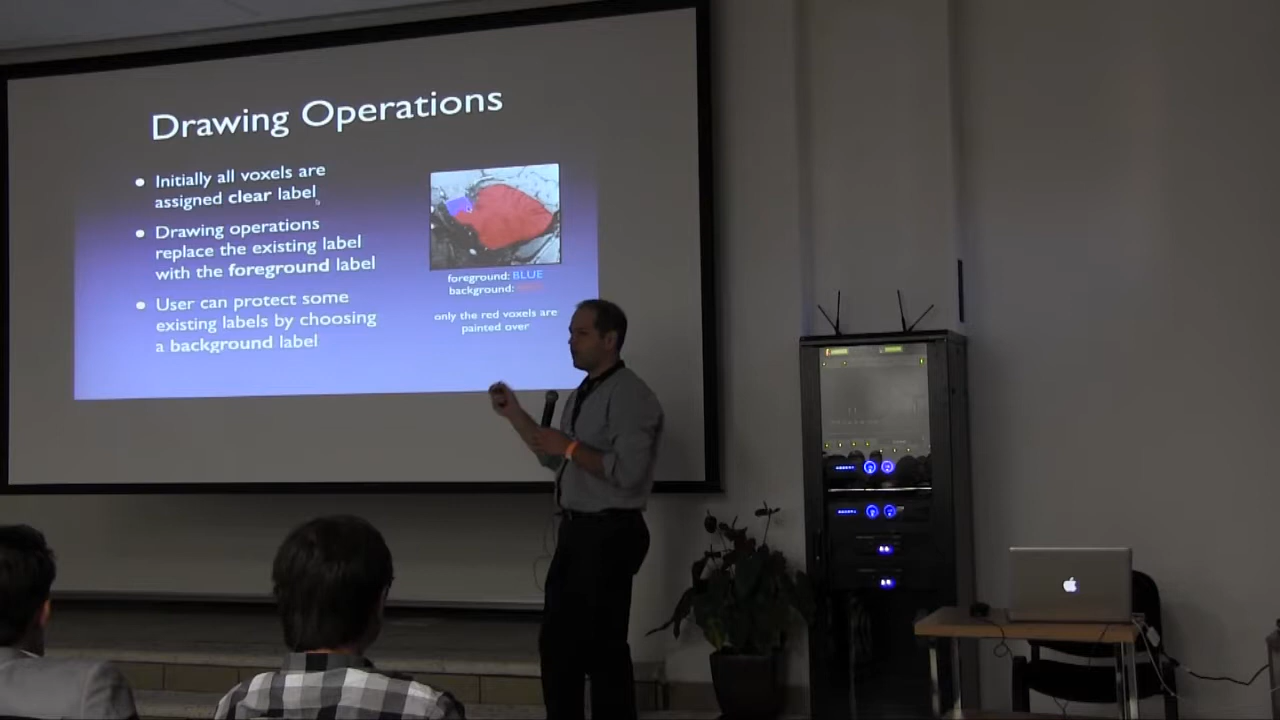 Drawing Operations
Initially all voxels are
assigned clear label
Drawing operations
replace the existing label
with the foreground label
User can protect some
existing labels by choosing
a background label
foreground: BLUE
background:
only the red voxels are
painted over